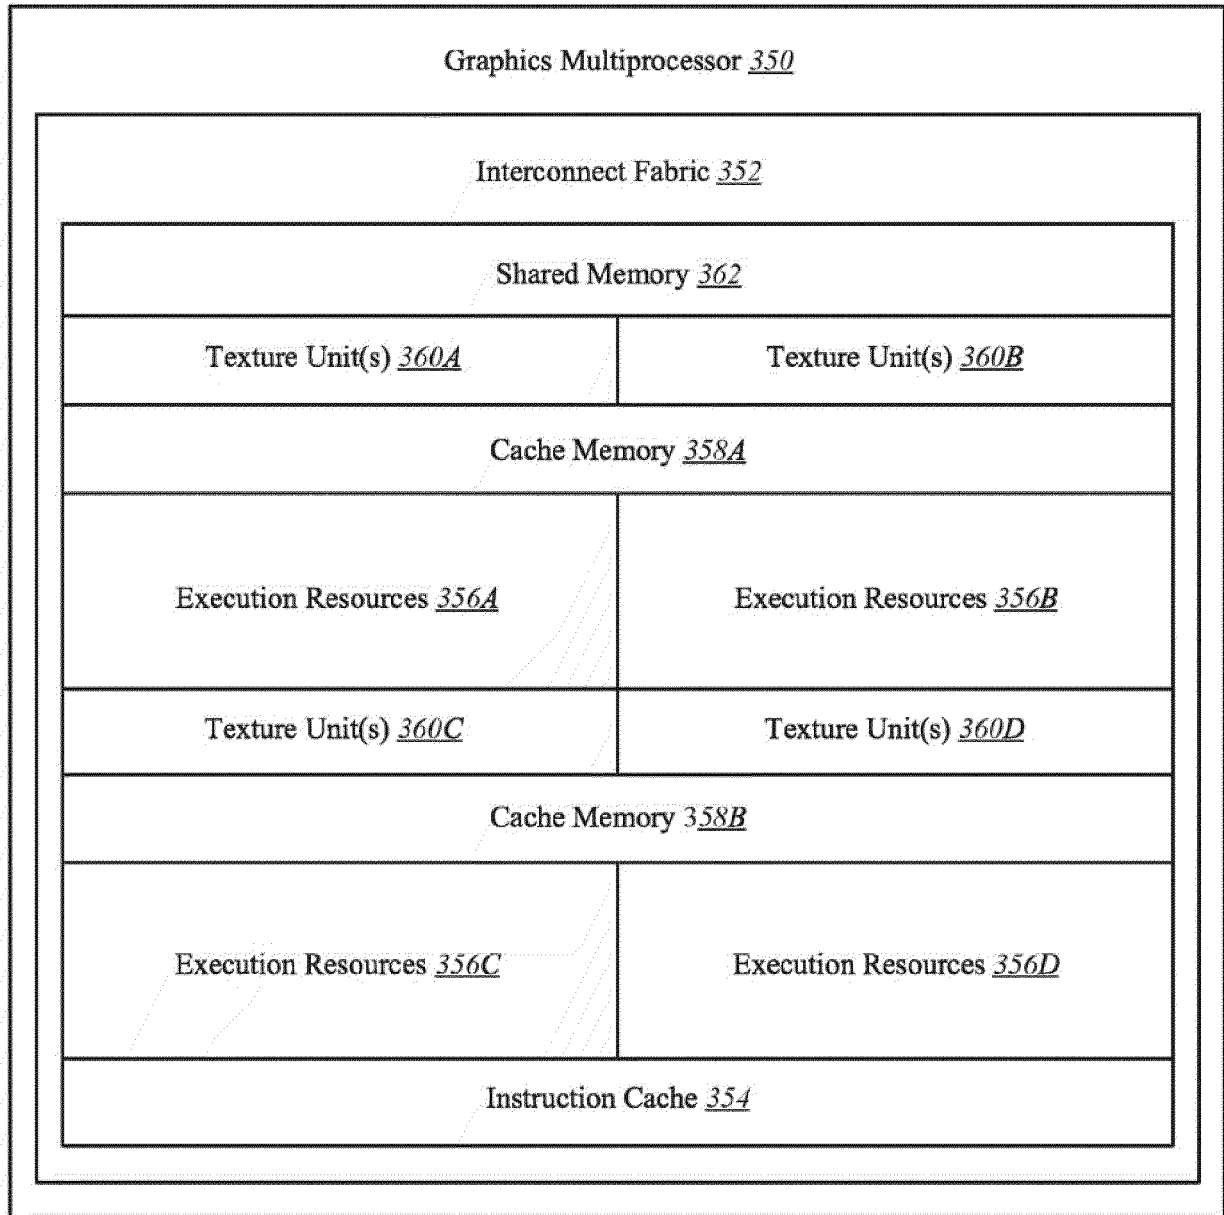 Graphics Multiprocessor 350
Interconnect Fabric 352
Shared Memory 362
Texture Unit(s) 360A
Texture Unit(s) 360B
Cache Memory 358A
Execution Resources 356A
Execution Resources 356B
Texture Unit(s) 360C
Texture Unit(s) 360D
Cache Memory 358B
Execution Resources 356C
Execution Resources 356D
Instruction Cache 354